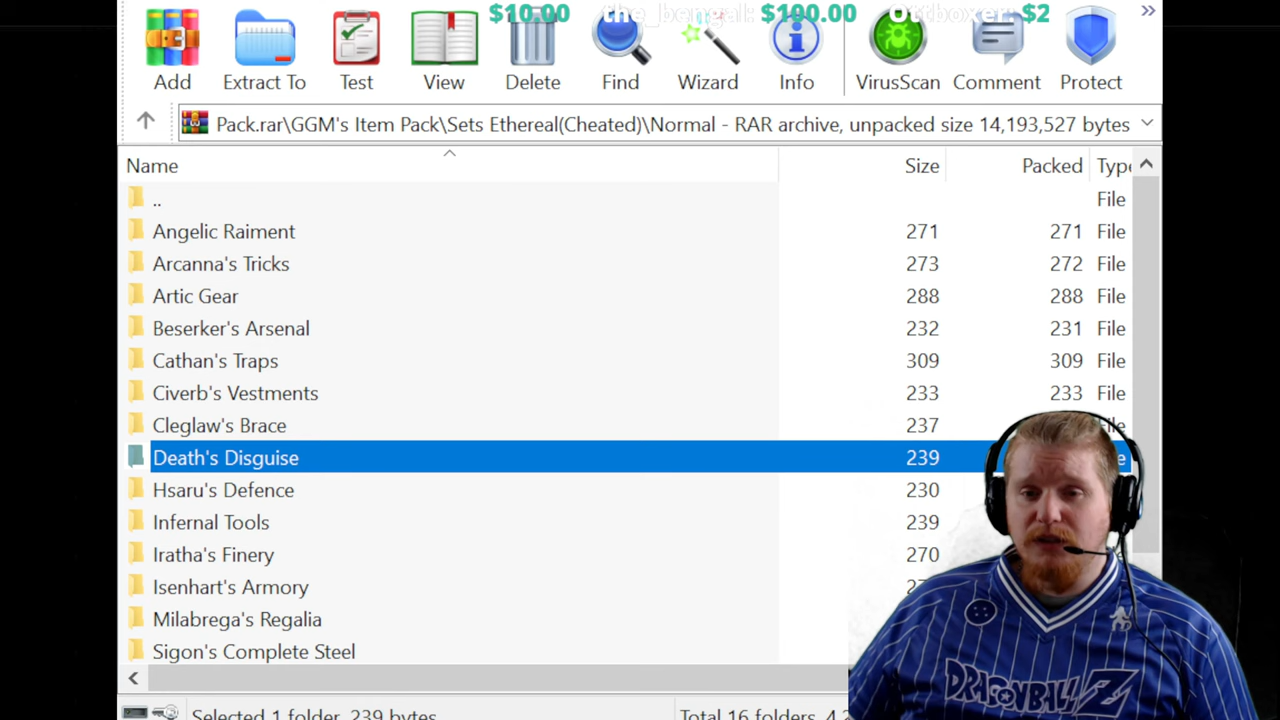 $10.00 the_bengal: $100.00 Ottboxer: $2
Add Extract To Test View Delete Find Wizard Info VirusScan Comment Protect
Pack.rar\GGM's Item Pack\Sets Ethereal(Cheated)\Normal - RAR archive, unpacked size 14,193,527 bytes
Name Size Packed Type
.. File
Angelic Raiment 271 271 File
Arcanna's Tricks 273 272 File
Artic Gear 288 288 File
Beserker's Arsenal 232 231 File
Cathan's Traps 309 309 File
Civerb's Vestments 233 233 File
Cleglaw's Brace 237
Death's Disguise 239
Hsaru's Defence 230
Infernal Tools 239
Iratha's Finery 270
Isenhart's Armory
Milabrega's Regalia
Sigon's Complete Steel
DRAGONBALL Z
Selected 1 folder, 239 bytes Total 16 folders,